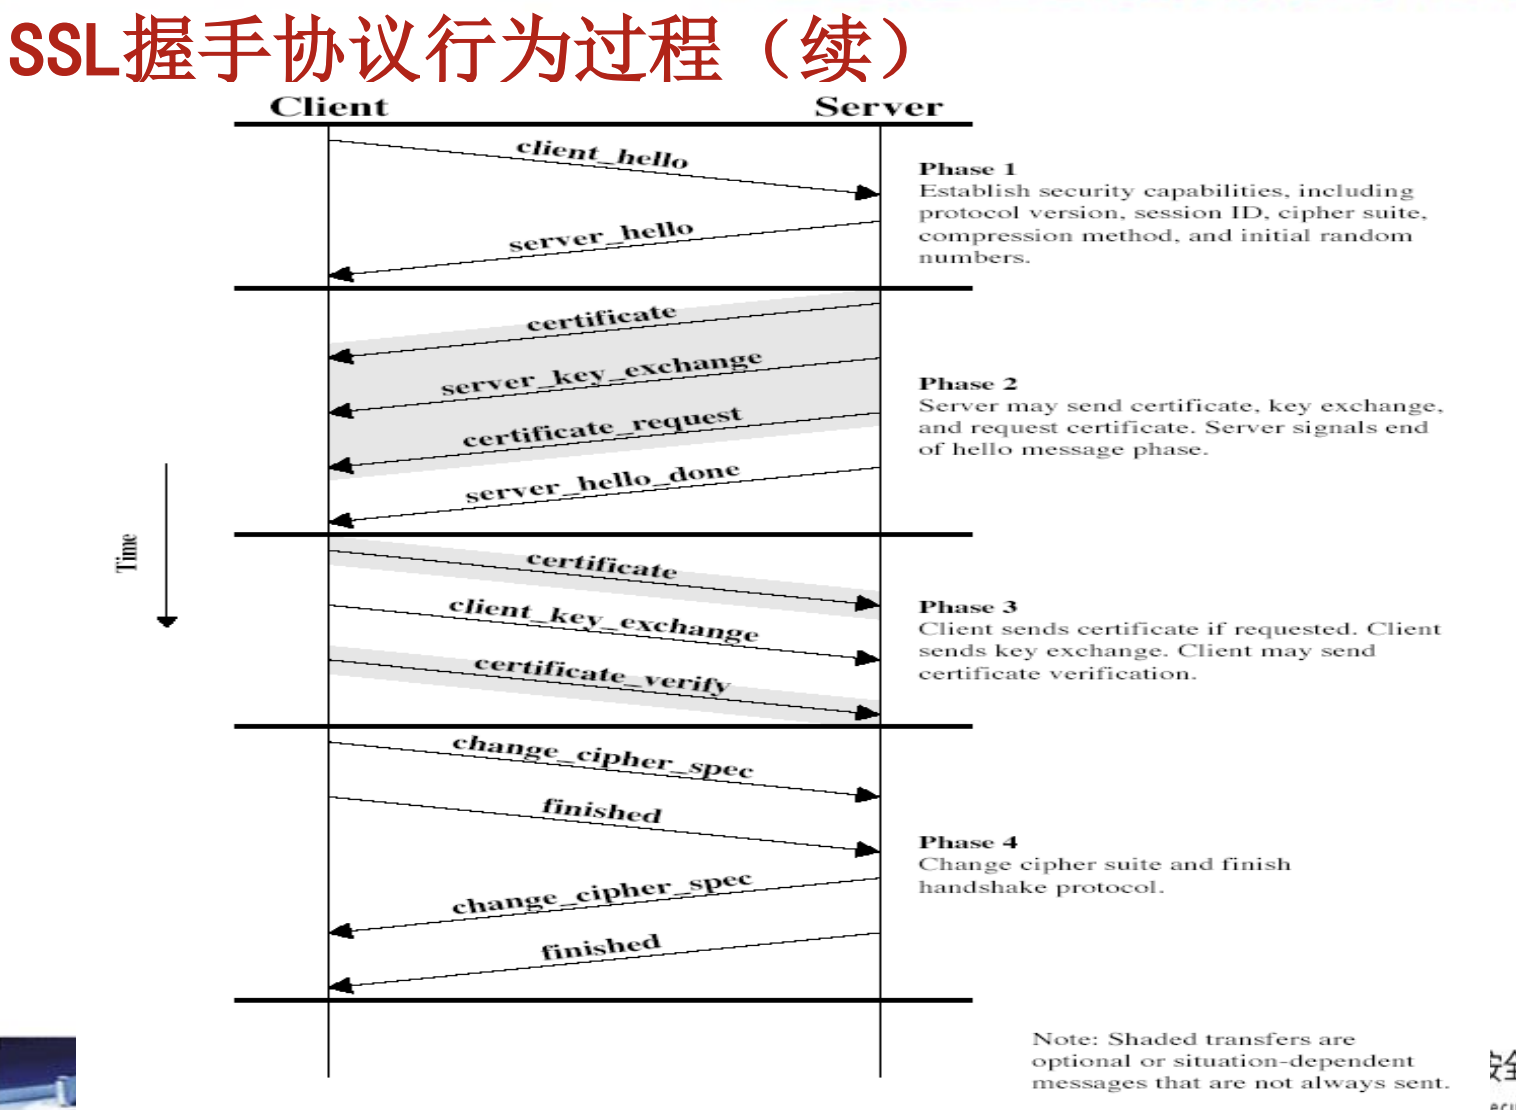 SSL握手协议行为过程（续）
Client
Server
client_hello
server_hello
Phase 1
Establish security capabilities, including
protocol version, session ID, cipher suite,
compression method, and initial random
numbers.
certificate
server_key_exchange
certificate_request
server_hello_done
Phase 2
Server may send certificate, key exchange,
and request certificate. Server signals end
of hello message phase.
Time
certificate
client_key_exchange
certificate_verify
Phase 3
Client sends certificate if requested. Client
sends key exchange. Client may send
certificate verification.
change_cipher_spec
finished
change_cipher_spec
finished
Phase 4
Change cipher suite and finish
handshake protocol.
Note: Shaded transfers are
optional or situation-dependent
messages that are not always sent.